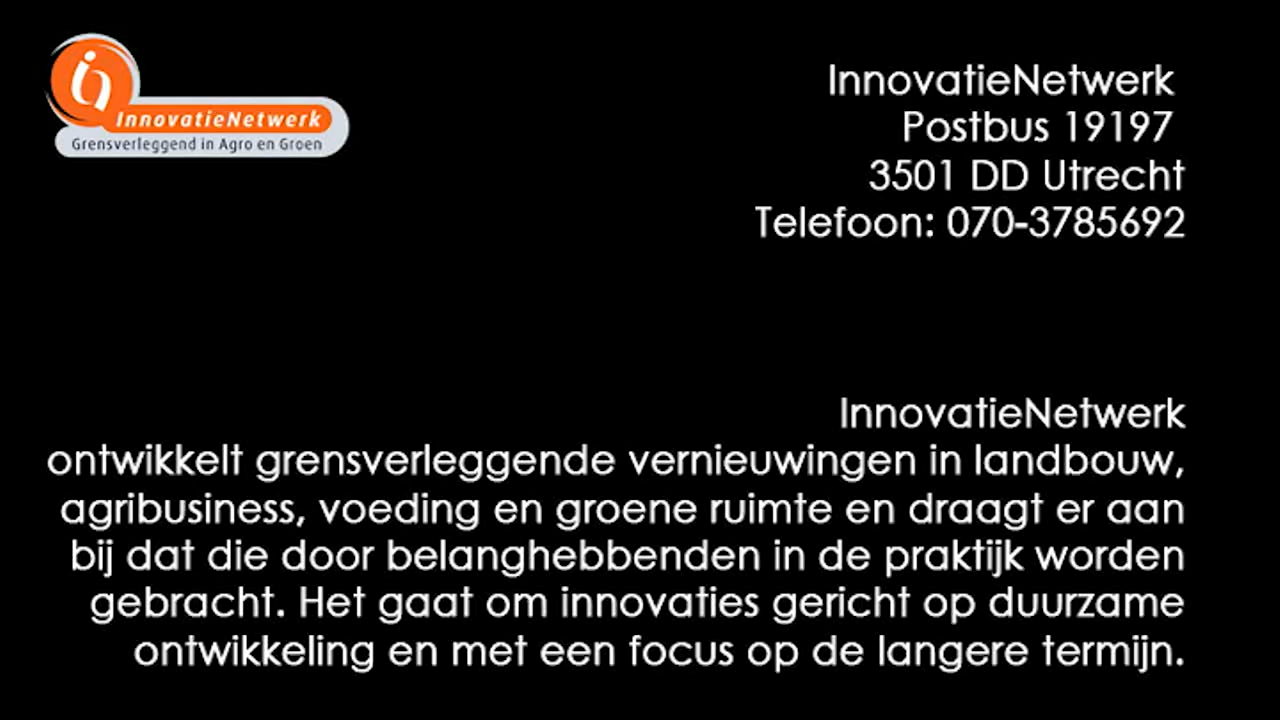 InnovatieNetwerk
Grensverleggend in Agro en Groen
InnovatieNetwerk
Postbus 19197
3501 DD Utrecht
Telefoon: 070-3785692
InnovatieNetwerk
ontwikkelt grensverleggende vernieuwingen in landbouw,
agribusiness, voeding en groene ruimte en draagt er aan
bij dat die door belanghebbenden in de praktijk worden
gebracht. Het gaat om innovaties gericht op duurzame
ontwikkeling en met een focus op de langere termijn.